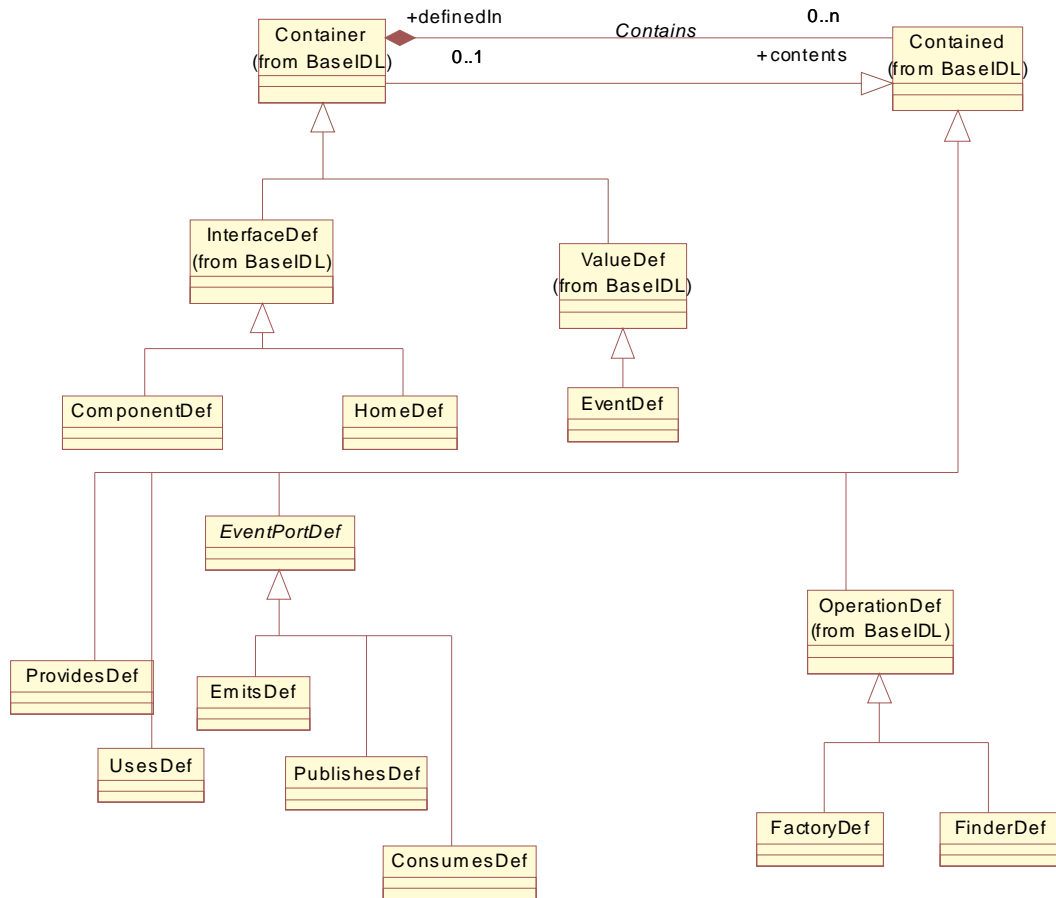 +definedIn
0..n
Container
(from BaseIDL)
Contains
Contained
(from BaseIDL)
0..1
+contents
InterfaceDef
(from BaseIDL)
ValueDef
(from BaseIDL)
ComponentDef
HomeDef
EventDef
EventPortDef
OperationDef
(from BaseIDL)
ProvidesDef
EmitsDef
UsesDef
PublishesDef
FactoryDef
FinderDef
ConsumesDef